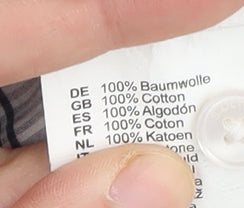 DE 100% Baumwolle
GB 100% Cotton
ES 100% Algodón
FR 100% Coton
NL 100% Katoen